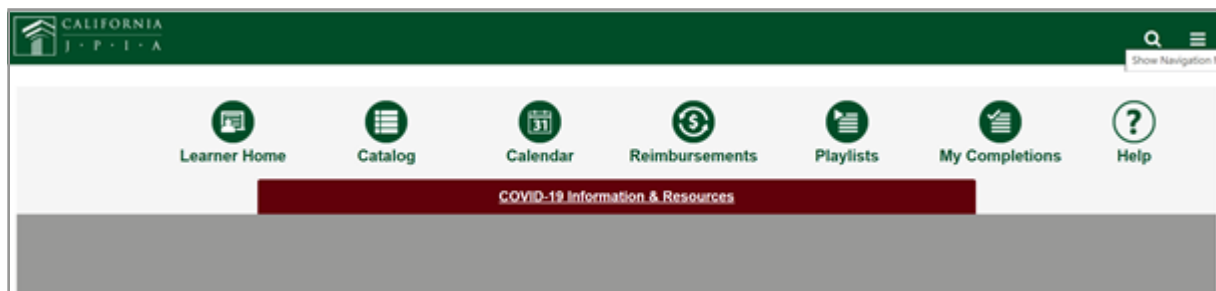 CALIFORNIA
J · P · I · A
Show Navigation
31
$
?
Learner Home
Catalog
Calendar
Reimbursements
Playlists
My Completions
Help
COVID-19 Information & Resources